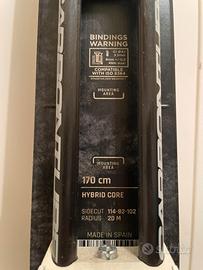 BINDINGS
WARNING
COMPATIBLE
WITH ISO 8364
MOUNTING
AREA
MOUNTING
AREA
170 cm
HYBRID CORE
SIDECUT 114-82-102
RADIUS 20 M
MADE IN SPAIN
subito